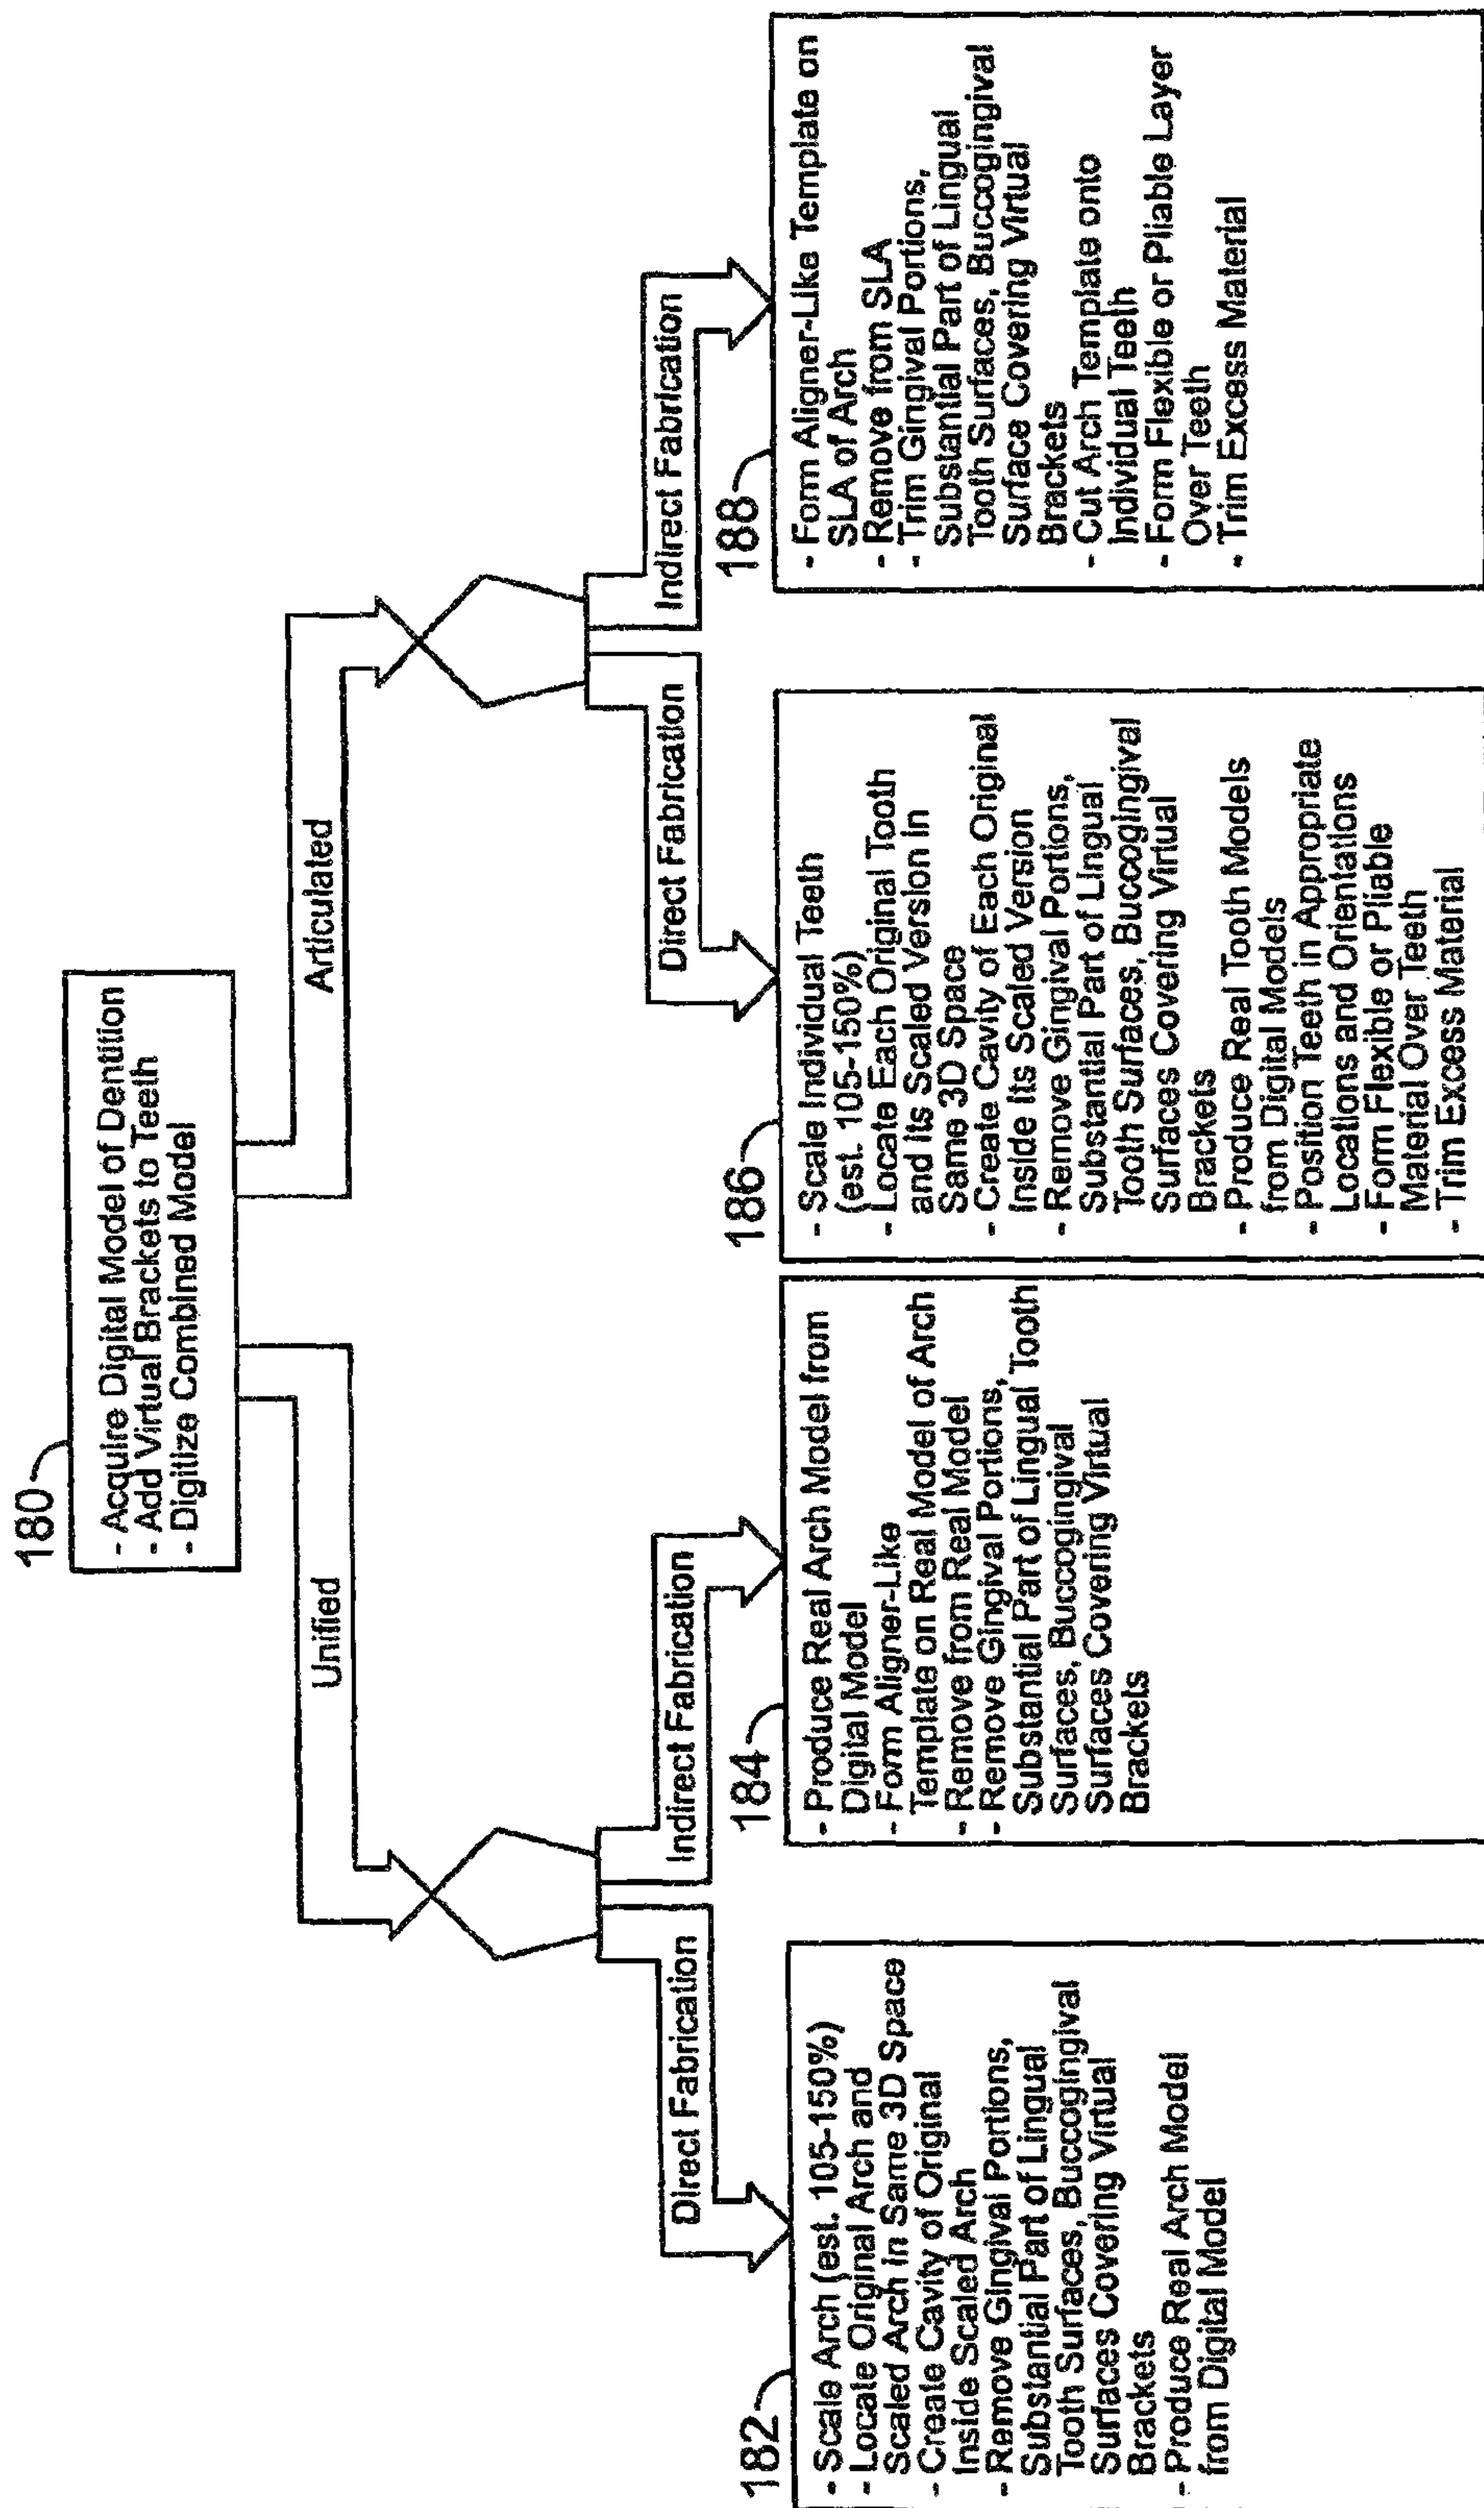 180
- Acquire Digital Model of Dentition
- Add Virtual Brackets to Teeth
- Digitize Combined Model
Unified
Articulated
Direct Fabrication
Indirect Fabrication
Direct Fabrication
Indirect Fabrication
182
- Scale Arch (est. 105-150%)
- Locate Original Arch and
Scaled Arch in Same 3D Space
- Create Cavity of Original
Inside Scaled Arch
- Remove Gingival Portions,
Substantial Part of Lingual
Tooth Surfaces, Buccogingival
Surfaces Covering Virtual
Brackets
- Produce Real Arch Model
from Digital Model
184
- Produce Real Arch Model from
Digital Model
- Form Aligner-Like
Template on Real Model of Arch
- Remove from Real Model
- Remove Gingival Portions,
Substantial Part of Lingual Tooth
Surfaces, Buccogingival
Surfaces Covering Virtual
Brackets
186
- Scale Individual Teeth
(est. 105-150%)
- Locate Each Original Tooth
and its Scaled Version in
Same 3D Space
- Create Cavity of Each Original
Inside Its Scaled Version
- Remove Gingival Portions,
Substantial Part of Lingual
Tooth Surfaces, Buccogingival
Surfaces Covering Virtual
Brackets
- Produce Real Tooth Models
from Digital Models
- Position Teeth in Appropriate
Locations and Orientations
- Form Flexible or Pliable
Material Over Teeth
- Trim Excess Material
188
- Form Aligner-Like Template on
SLA of Arch
- Remove from SLA
- Trim Gingival Portions,
Substantial Part of Lingual
Tooth Surfaces, Buccogingival
Surface Covering Virtual
Brackets
- Cut Arch Template onto
Individual Teeth
- Form Flexible or Pliable Layer
Over Teeth
- Trim Excess Material